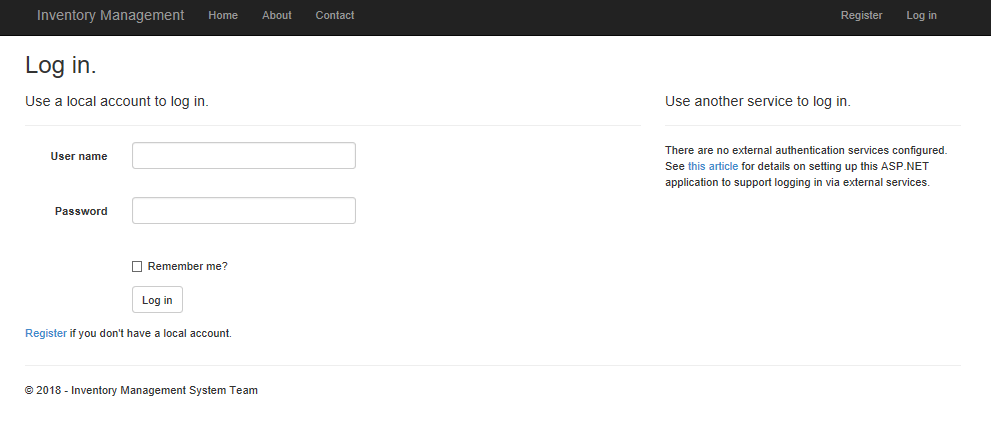 Inventory Management Home About Contact Register Log in
Log in.
Use a local account to log in.
User name
Password
Remember me?
Log in
Register if you don't have a local account.
Use another service to log in.
There are no external authentication services configured.
See this article for details on setting up this ASP.NET
application to support logging in via external services.
© 2018 - Inventory Management System Team